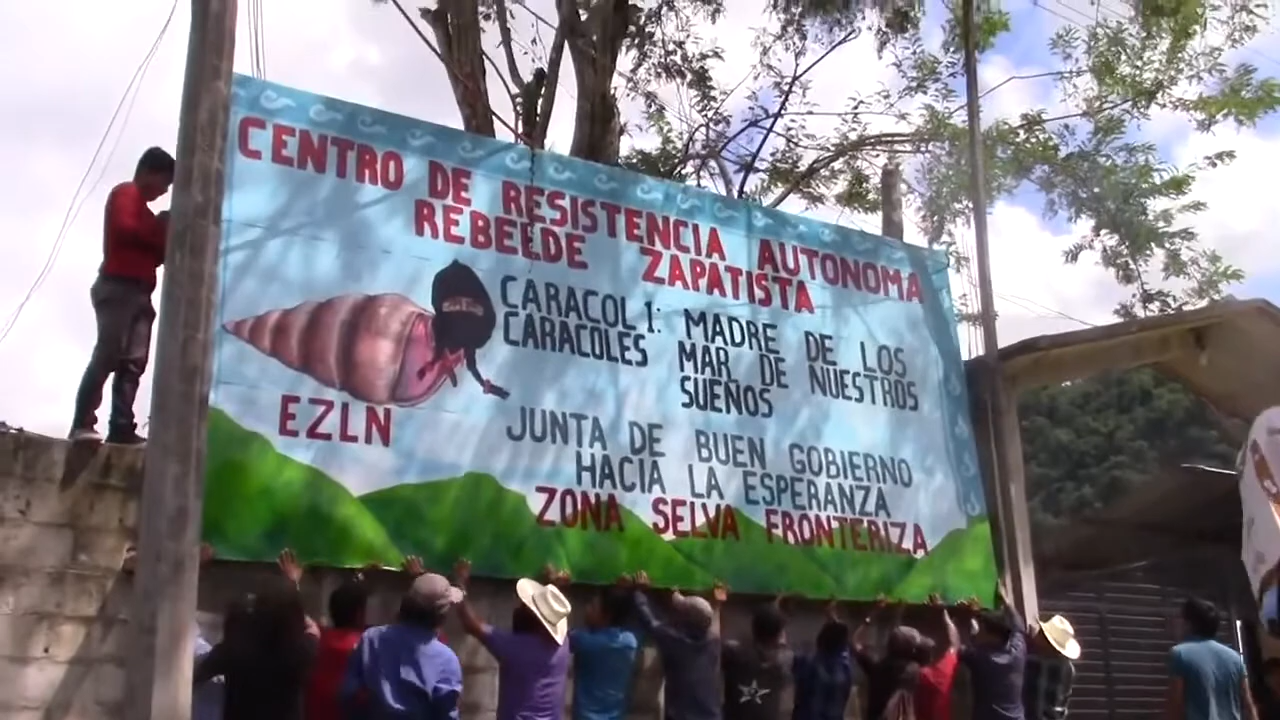 CENTRO DE RESISTENCIA AUTONOMA
REBELDE ZAPATISTA
CARACOL 1: MADRE DE LOS
CARACOLES MAR DE NUESTROS
SUEÑOS
EZLN
JUNTA DE BUEN GOBIERNO
HACIA LA ESPERANZA
ZONA SELVA FRONTERIZA